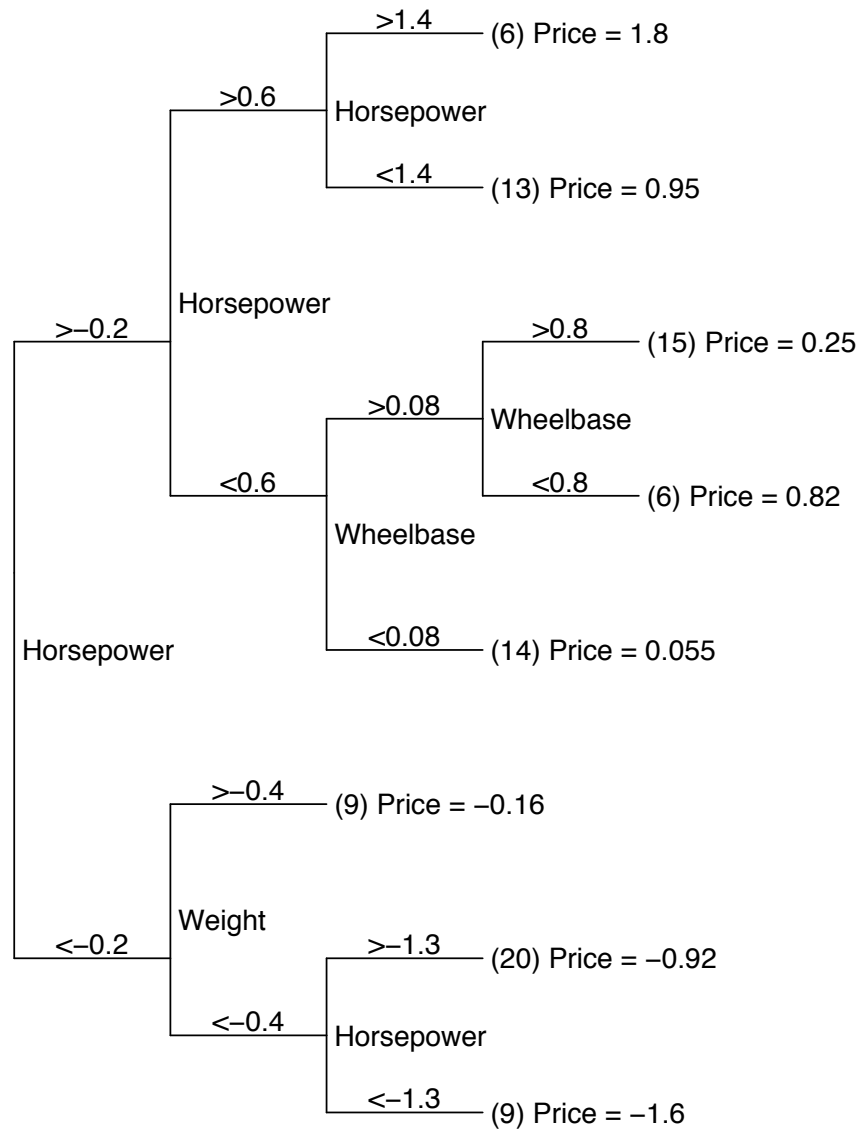 >1.4
(6) Price = 1.8
>0.6
Horsepower
<1.4
(13) Price = 0.95
Horsepower
>−0.2
>0.8
(15) Price = 0.25
>0.08
Wheelbase
<0.6
<0.8
(6) Price = 0.82
Wheelbase
<0.08
(14) Price = 0.055
Horsepower
>−0.4
(9) Price = −0.16
Weight
<−0.2
>−1.3
(20) Price = −0.92
<−0.4
Horsepower
<−1.3
(9) Price = −1.6